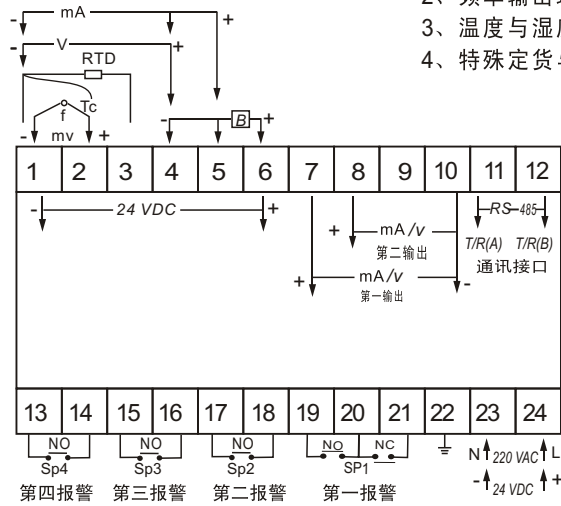 2、频率输出
3、温度与湿度
4、特殊定货
- mA +
- V +
RTD
Tc
f
- mv +
- B +
1 2 3 4 5 6 7 8 9 10 11 12
- 24 VDC +
RS-485
+ mA/v
第二输出
T/R(A) T/R(B)
通讯接口
+ mA/v -
第一输出
13 14 15 16 17 18 19 20 21 22 23 24
NO NO NO NO NC
Sp4 Sp3 Sp2 SP1
N 220 VAC L
- 24 VDC +
第四报警 第三报警 第二报警 第一报警